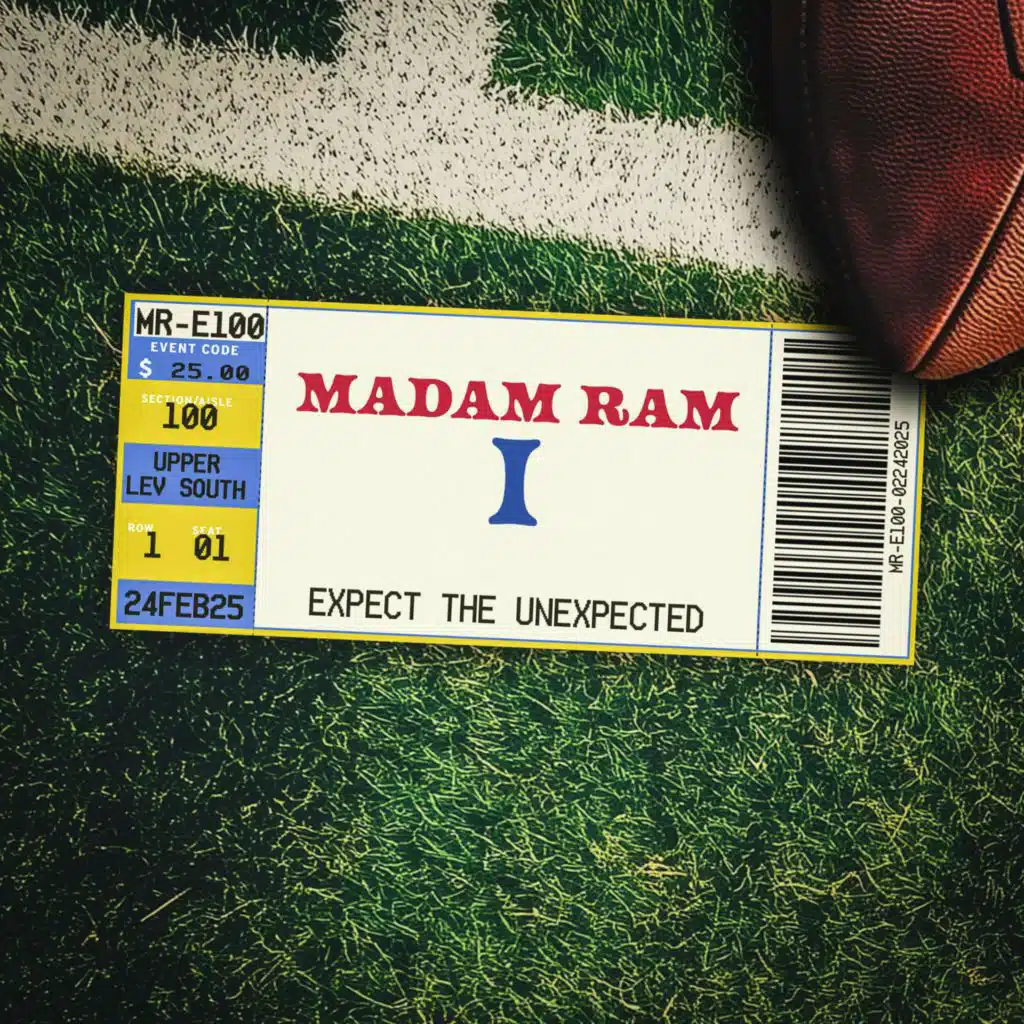 MR-E100
EVENT CODE
$ 25.00
SECTION/AISLE
100
UPPER
LEV SOUTH
ROW SEAT
1 01
24FEB25
MADAM RAM
I
EXPECT THE UNEXPECTED
MR-E100-02242025